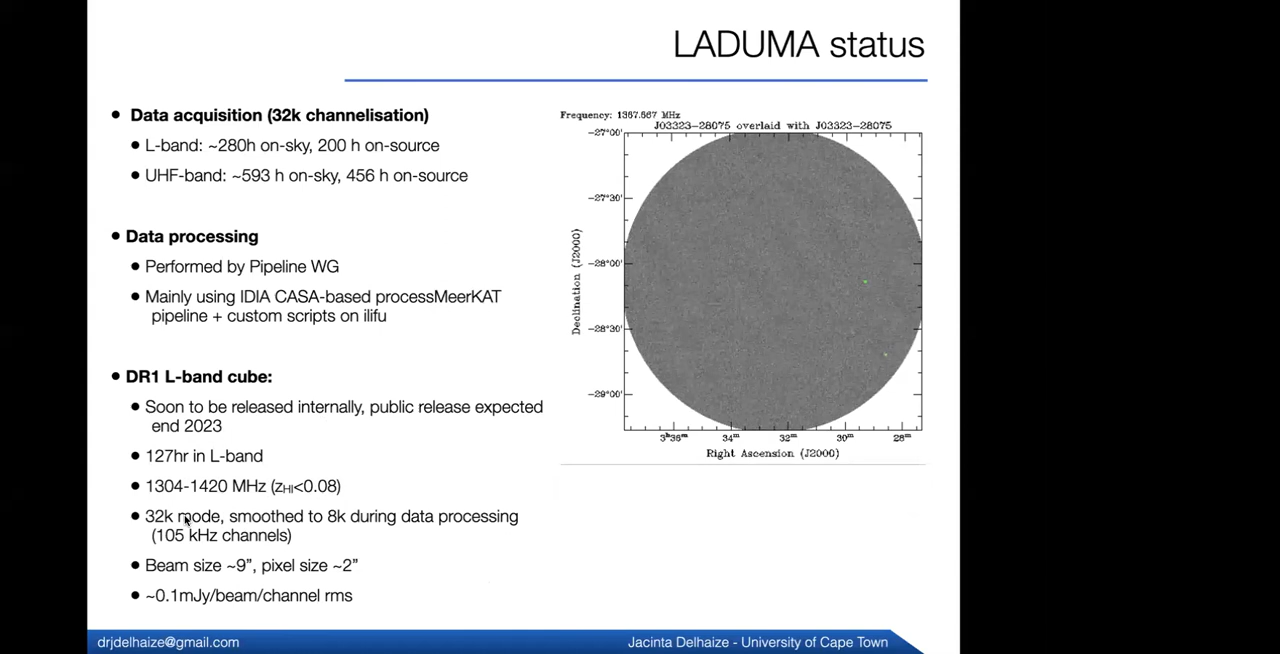 LADUMA status
• Data acquisition (32k channelisation)
• L-band: ~280h on-sky, 200 h on-source
• UHF-band: ~593 h on-sky, 456 h on-source
• Data processing
• Performed by Pipeline WG
• Mainly using IDIA CASA-based processMeerKAT
pipeline + custom scripts on ilifu
• DR1 L-band cube:
• Soon to be released internally, public release expected
end 2023
• 127hr in L-band
• 1304-1420 MHz (zHI<0.08)
• 32k mode, smoothed to 8k during data processing
(105 kHz channels)
• Beam size ~9”, pixel size ~2”
• ~0.1mJy/beam/channel rms
Frequency: 1367.667 MHz
J03323-28075 overlaid with J03323-28075
−27°00'
−27°30'
−28°00'
−28°30'
−29°00'
Declination (J2000)
3ʰ36ᵐ 34ᵐ 32ᵐ 30ᵐ 28ᵐ
Right Ascension (J2000)
drjdelhaize@gmail.com
Jacinta Delhaize - University of Cape Town